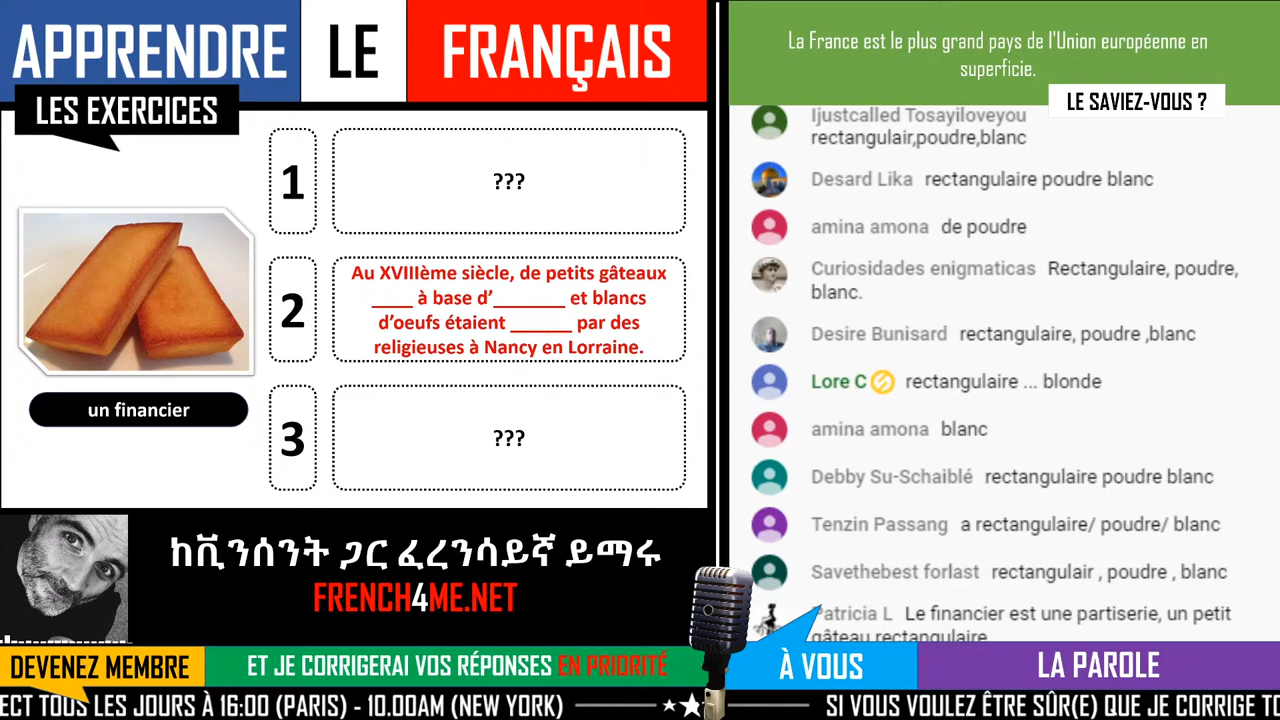 APPRENDRE LE FRANÇAIS
LES EXERCICES
1
???
2
Au XVIIIème siècle, de petits gâteaux
____ à base d'_______ et blancs
d'oeufs étaient ______ par des
religieuses à Nancy en Lorraine.
3
???
un financier
ከቪንሰንት ጋር ፈረንሳይኛ ይማሩ
FRENCH4ME.NET
La France est le plus grand pays de l'Union européenne en
superficie.
LE SAVIEZ-VOUS ?
Ijustcalled Tosayiloveyou
rectangulair,poudre,blanc
Desard Lika rectangulaire poudre blanc
amina amona de poudre
Curiosidades enigmaticas Rectangulaire, poudre,
blanc.
Desire Bunisard rectangulaire, poudre ,blanc
Lore C rectangulaire ... blonde
amina amona blanc
Debby Su-Schaiblé rectangulaire poudre blanc
Tenzin Passang a rectangulaire/ poudre/ blanc
Savethebest forlast rectangulair , poudre , blanc
Patricia L Le financier est une partiserie, un petit
gâteau rectangulaire
DEVENEZ MEMBRE
ET JE CORRIGERAI VOS RÉPONSES EN PRIORITÉ
À VOUS
LA PAROLE
ECT TOUS LES JOURS À 16:00 (PARIS) - 10.00AM (NEW YORK)
SI VOUS VOULEZ ÊTRE SÛR(E) QUE JE CORRIGE TO